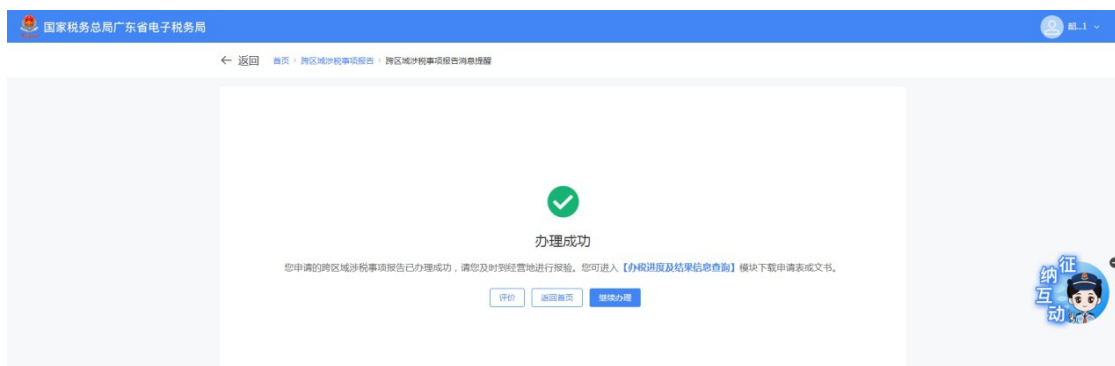 国家税务总局广东省电子税务局
← 返回 首页 › 跨区域涉税事项报告 › 跨区域涉税事项报告消息提醒
办理成功
您申请的跨区域涉税事项报告已办理成功，请您及时到经营地进行报验。您可进入【办税进度及结果信息查询】模块下载申请表或文书。
评价 返回首页 继续办理
征纳互动